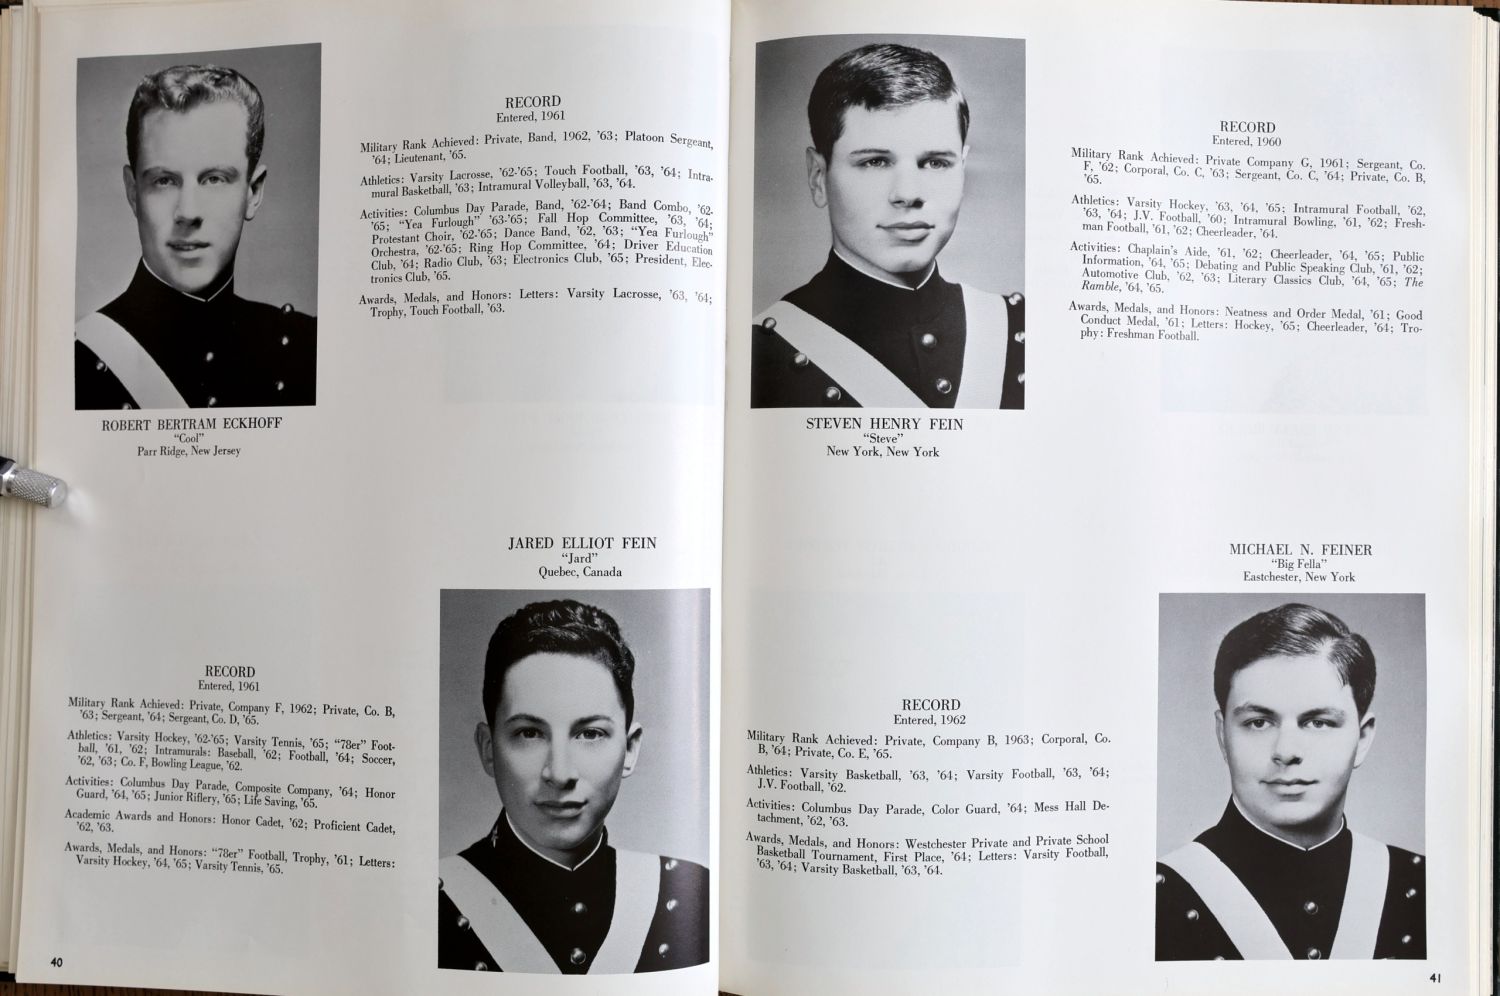 RECORD
Entered, 1961
Military Rank Achieved: Private, Band, 1962, '63; Platoon Sergeant,
'64; Lieutenant, '65.
Athletics: Varsity Lacrosse, '62-'65; Touch Football, '63, '64; Intra-
mural Basketball, '63; Intramural Volleyball, '63, '64.
Activities: Columbus Day Parade, Band, '62-'64; Band Combo, '62-
'65; "Yea Furlough" '63-'65; Fall Hop Committee, '63, '64;
Protestant Choir, '62-'65; Dance Band, '62, '63; "Yea Furlough"
Orchestra, '62-'65; Ring Hop Committee, '64; Driver Education
Club, '64; Radio Club, '63; Electronics Club, '65; President, Elec-
tronics Club, '65.
Awards, Medals, and Honors: Letters: Varsity Lacrosse, '63, '64;
Trophy, Touch Football, '63.
ROBERT BERTRAM ECKHOFF
"Cool"
Parr Ridge, New Jersey
JARED ELLIOT FEIN
"Jard"
Quebec, Canada
RECORD
Entered, 1961
Military Rank Achieved: Private, Company F, 1962; Private, Co. B,
'63; Sergeant, '64; Sergeant, Co. D, '65.
Athletics: Varsity Hockey, '62-'65; Varsity Tennis, '65; "78er" Foot-
ball, '61, '62; Intramurals: Baseball, '62; Football, '64; Soccer,
'62, '63; Co. F, Bowling League, '62.
Activities: Columbus Day Parade, Composite Company, '64; Honor
Guard, '64, '65; Junior Riflery, '65; Life Saving, '65.
Academic Awards and Honors: Honor Cadet, '62; Proficient Cadet,
'62, '63.
Awards, Medals, and Honors: "78er" Football, Trophy, '61; Letters:
Varsity Hockey, '64, '65; Varsity Tennis, '65.
40
RECORD
Entered, 1960
Military Rank Achieved: Private Company G, 1961; Sergeant, Co.
F, '62; Corporal, Co. C, '63; Sergeant, Co. C, '64; Private, Co. B,
'65.
Athletics: Varsity Hockey, '63, '64, '65; Intramural Football, '62,
'63, '64; J.V. Football, '60; Intramural Bowling, '61, '62; Fresh-
man Football, '61, '62; Cheerleader, '64.
Activities: Chaplain's Aide, '61, '62; Cheerleader, '64, '65; Public
Information, '64, '65; Debating and Public Speaking Club, '61, '62;
Automotive Club, '62, '63; Literary Classics Club, '64, '65; The
Ramble, '64, '65.
Awards, Medals, and Honors: Neatness and Order Medal, '61; Good
Conduct Medal, '61; Letters: Hockey, '65; Cheerleader, '64; Tro-
phy: Freshman Football.
STEVEN HENRY FEIN
"Steve"
New York, New York
MICHAEL N. FEINER
"Big Fella"
Eastchester, New York
RECORD
Entered, 1962
Military Rank Achieved: Private, Company B, 1963; Corporal, Co.
B, '64; Private, Co. E, '65.
Athletics: Varsity Basketball, '63, '64; Varsity Football, '63, '64;
J.V. Football, '62.
Activities: Columbus Day Parade, Color Guard, '64; Mess Hall De-
tachment, '62, '63.
Awards, Medals, and Honors: Westchester Private and Private School
Basketball Tournament, First Place, '64; Letters: Varsity Football,
'63, '64; Varsity Basketball, '63, '64.
41